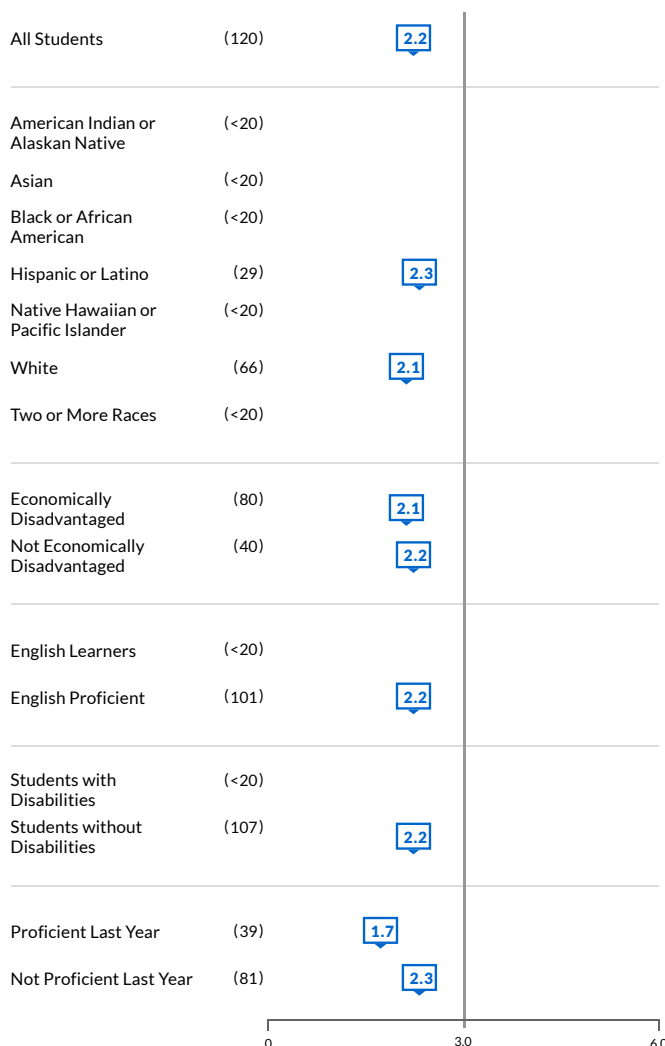 All Students (120) 2.2
American Indian or (<20)
Alaskan Native
Asian (<20)
Black or African (<20)
American
Hispanic or Latino (29) 2.3
Native Hawaiian or (<20)
Pacific Islander
White (66) 2.1
Two or More Races (<20)
Economically (80) 2.1
Disadvantaged
Not Economically (40) 2.2
Disadvantaged
English Learners (<20)
English Proficient (101) 2.2
Students with (<20)
Disabilities
Students without (107) 2.2
Disabilities
Proficient Last Year (39) 1.7
Not Proficient Last Year (81) 2.3
0 3.0 6.0